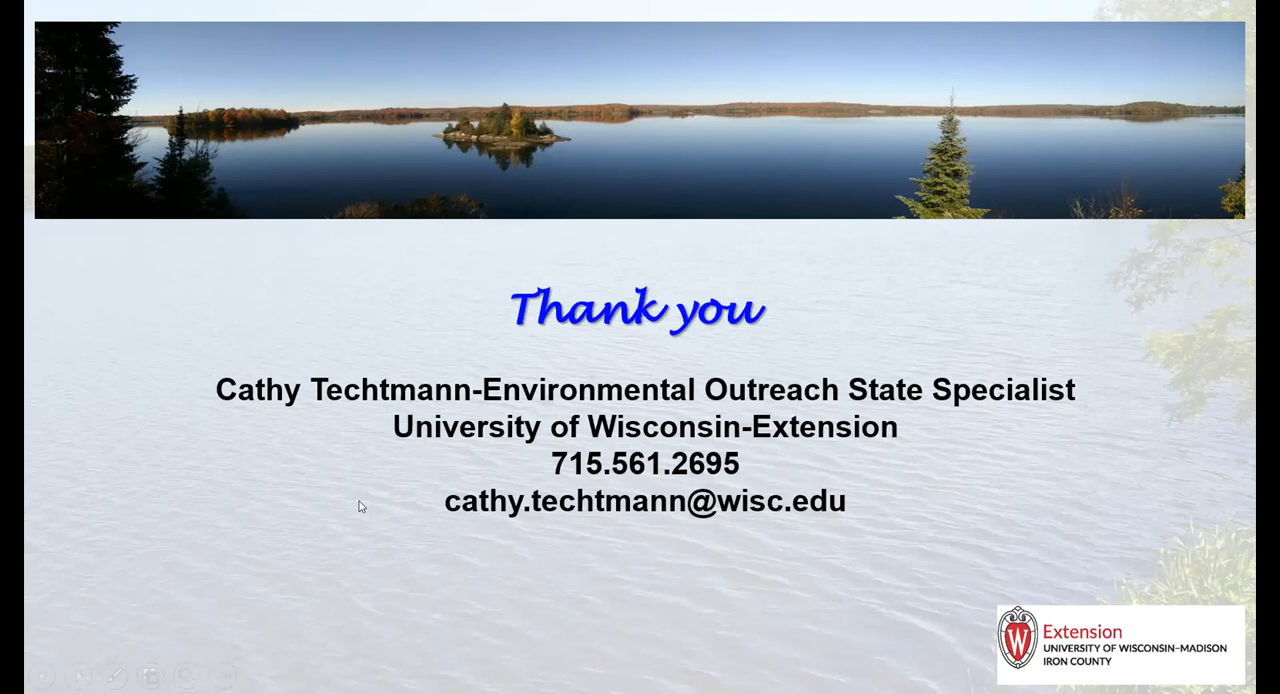 Thank you
Cathy Techtmann-Environmental Outreach State Specialist
University of Wisconsin-Extension
715.561.2695
cathy.techtmann@wisc.edu
W
Extension
UNIVERSITY OF WISCONSIN–MADISON
IRON COUNTY